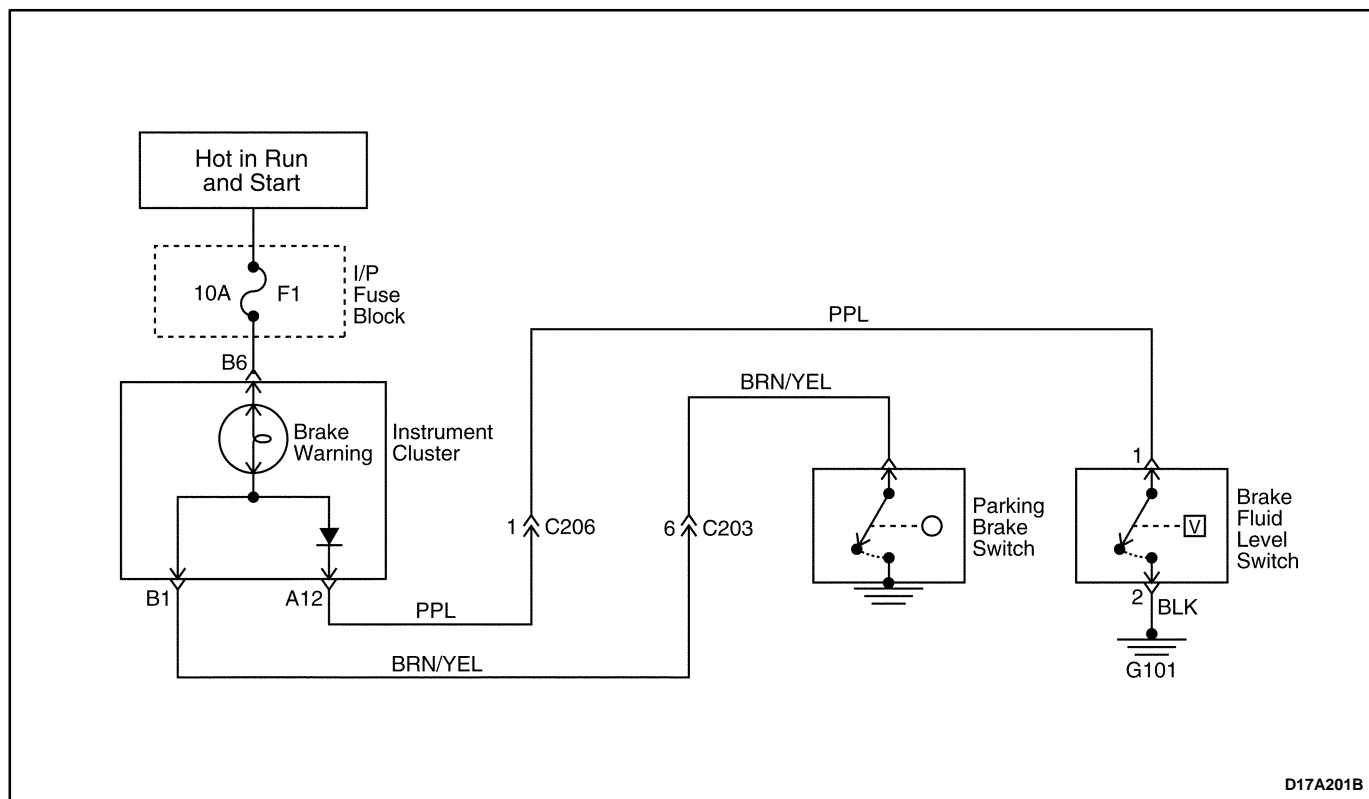 Hot in Run
and Start
10A
F1
I/P
Fuse
Block
B6
Brake
Warning
Instrument
Cluster
B1
A12
PPL
BRN/YEL
1
C206
6
C203
PPL
BRN/YEL
Parking
Brake
Switch
1
V
Brake
Fluid
Level
Switch
2
BLK
G101
D17A201B